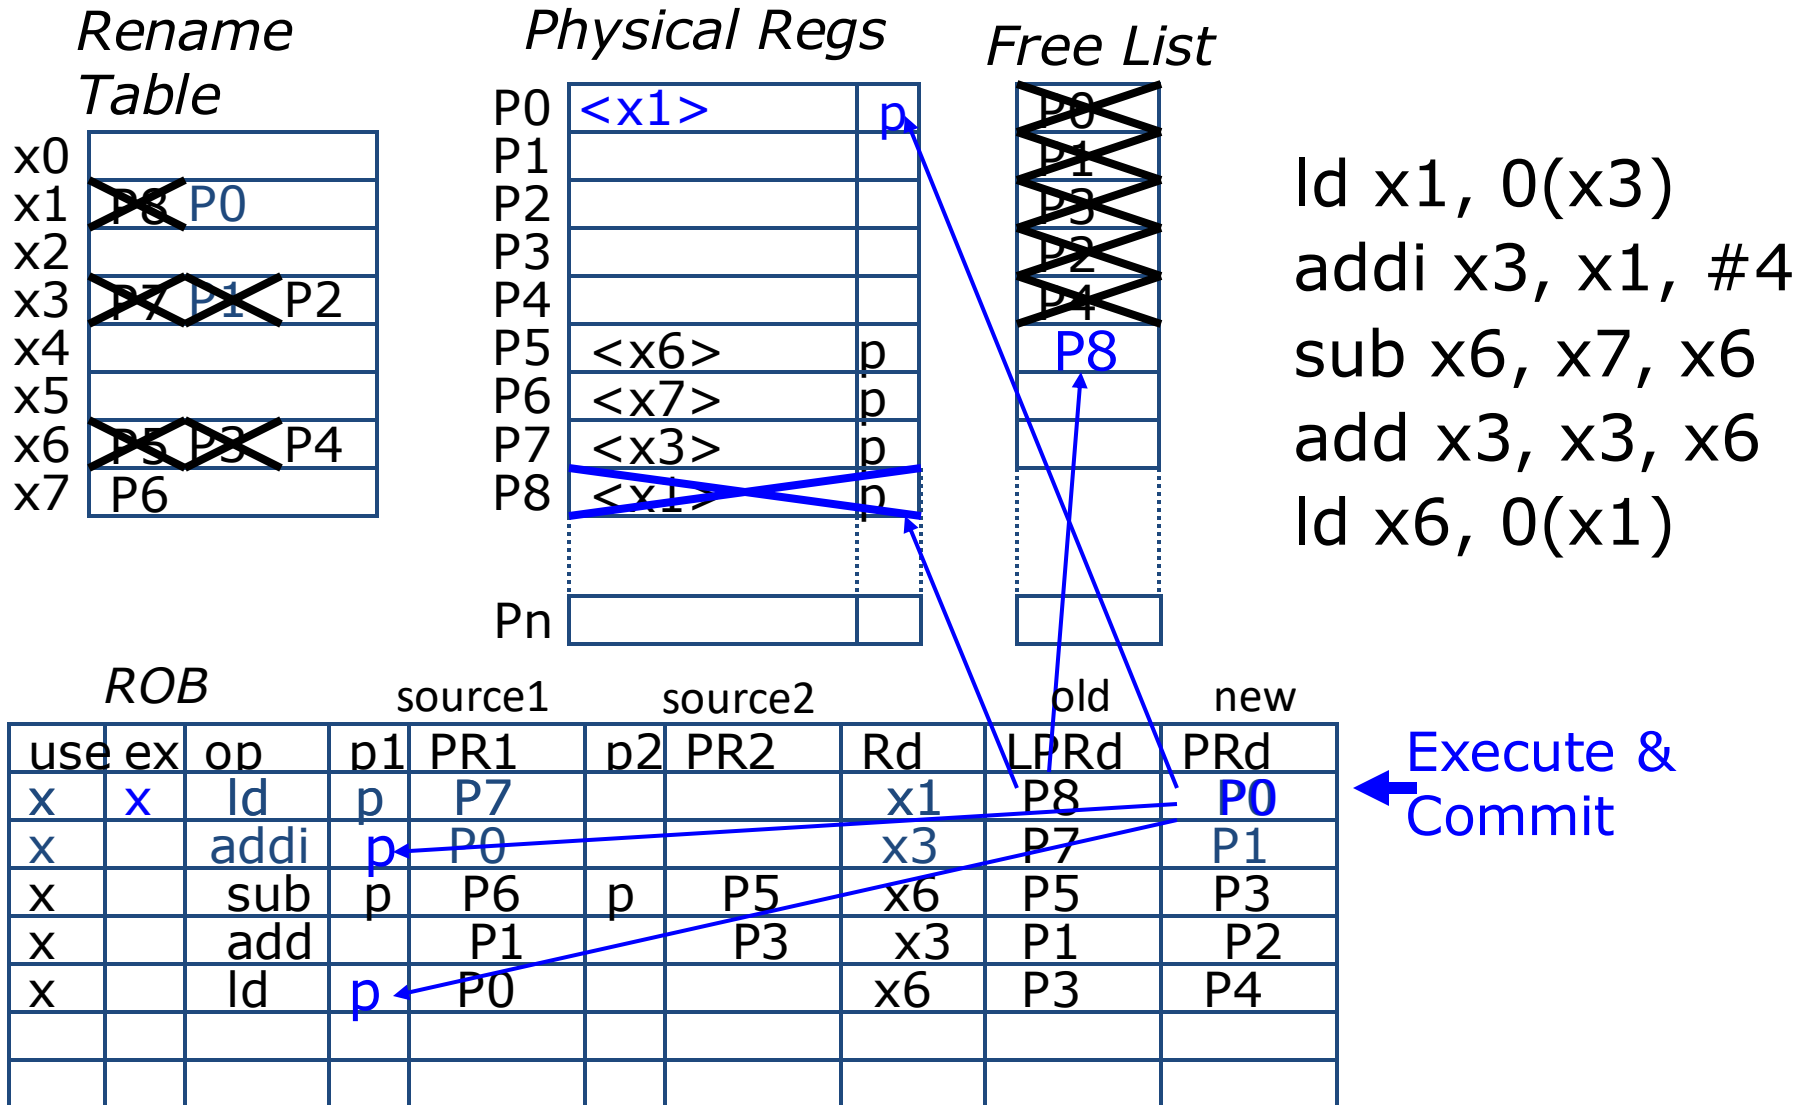 Rename
Table
x0
x1 P8 P0
x2
x3 P7 P1 P2
x4
x5
x6 P5 P3 P4
x7 P6
Physical Regs
P0 <x1> p
P1
P2
P3
P4
P5 <x6> p
P6 <x7> p
P7 <x3> p
P8 <x1> p
Pn
Free List
P0
P1
P3
P2
P4
P8
ld x1, 0(x3)
addi x3, x1, #4
sub x6, x7, x6
add x3, x3, x6
ld x6, 0(x1)
ROB source1 source2 old new
use ex op p1 PR1 p2 PR2 Rd LPRd PRd
x x ld p P7 x1 P8 P0
x addi p P0 x3 P7 P1
x sub p P6 p P5 x6 P5 P3
x add P1 P3 x3 P1 P2
x ld p P0 x6 P3 P4
Execute &
Commit